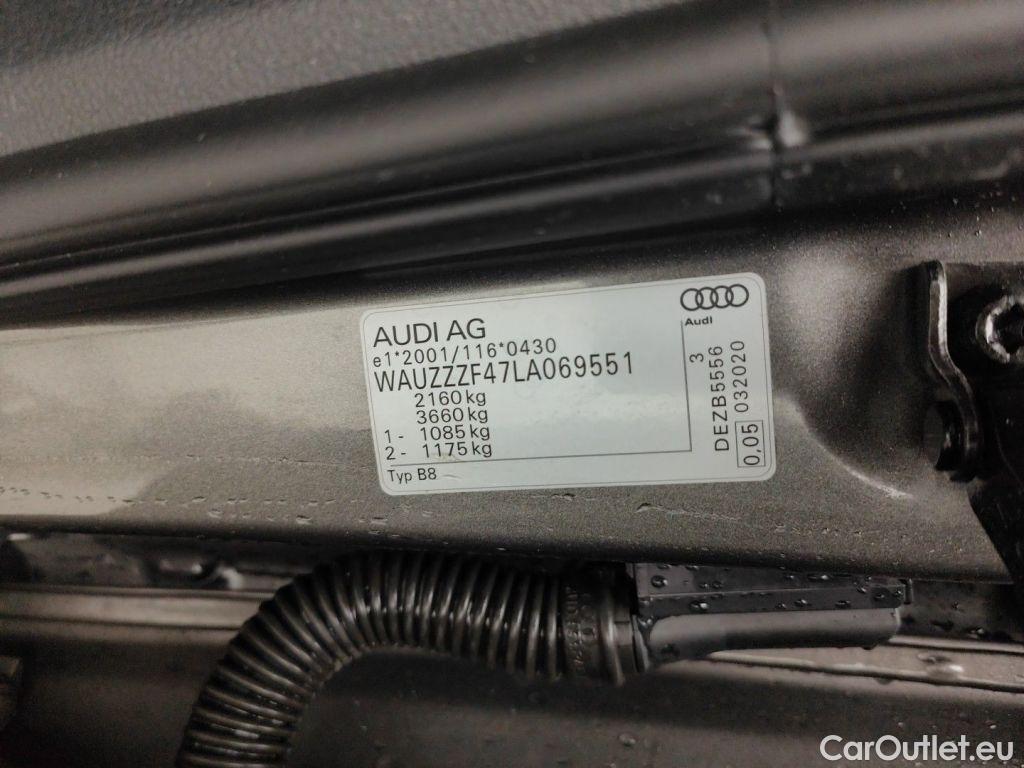 AUDI AG
e1*2001/116*0430
WAUZZZF47LA069551
2160 kg
3660 kg
1 - 1085 kg
2 - 1175 kg
Typ B8
Audi
3
DEZB5556
0,05 032020
CarOutlet.eu